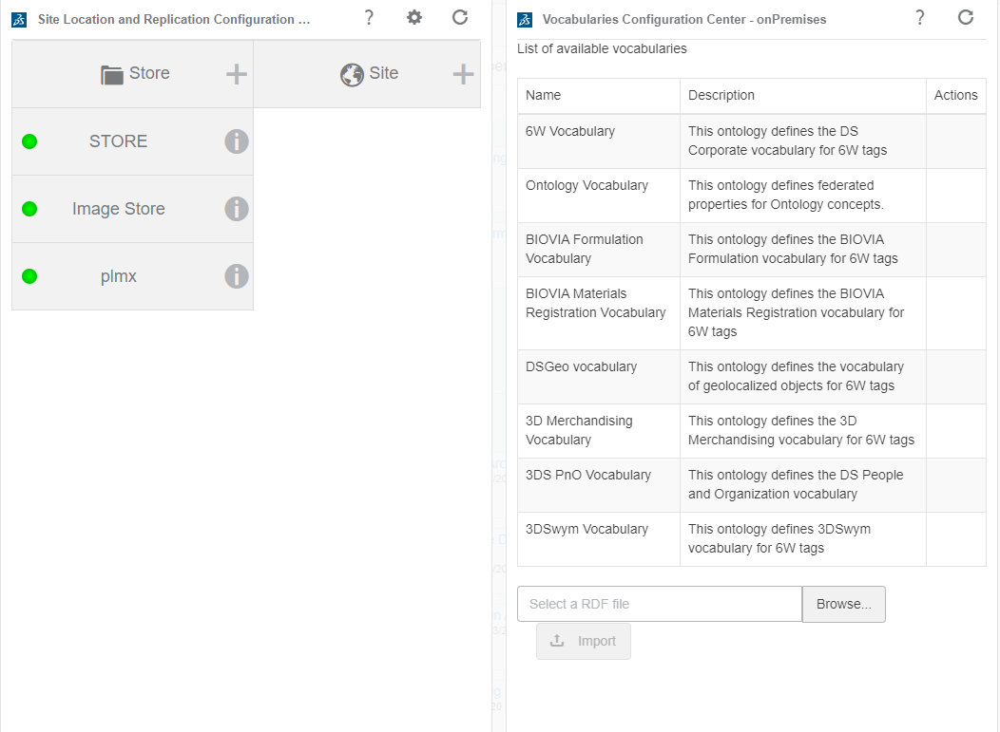 Site Location and Replication Configuration ...
?
Store
Site
STORE
Image Store
plmx
Vocabularies Configuration Center - onPremises
?
List of available vocabularies
Name Description Actions
6W Vocabulary This ontology defines the DS
Corporate vocabulary for 6W tags
Ontology Vocabulary This ontology defines federated
properties for Ontology concepts.
BIOVIA Formulation This ontology defines the BIOVIA
Vocabulary Formulation vocabulary for 6W tags
BIOVIA Materials This ontology defines the BIOVIA
Registration Vocabulary Materials Registration vocabulary for
6W tags
DSGeo vocabulary This ontology defines the vocabulary
of geolocalized objects for 6W tags
3D Merchandising This ontology defines the 3D
Vocabulary Merchandising vocabulary for 6W tags
3DS PnO Vocabulary This ontology defines the DS People
and Organization vocabulary
3DSwym Vocabulary This ontology defines 3DSwym
vocabulary for 6W tags
Select a RDF file Browse...
Import